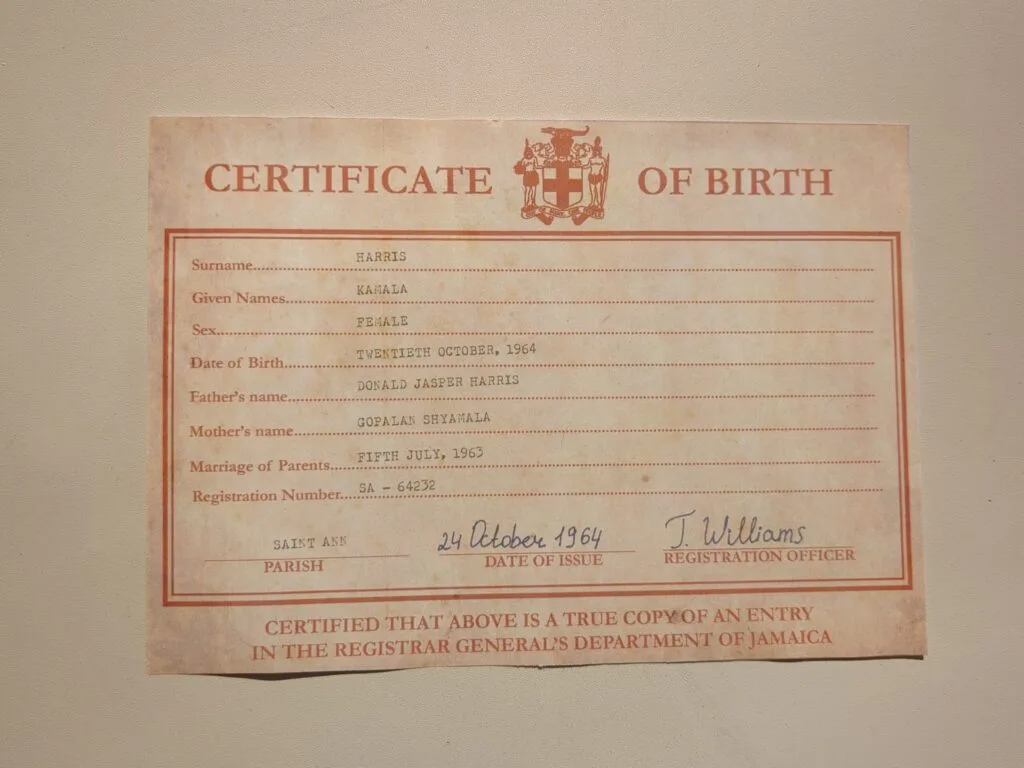 CERTIFICATE OF BIRTH
Surname HARRIS
Given Names KAMALA
Sex FEMALE
Date of Birth TWENTIETH OCTOBER, 1964
Father's name DONALD JASPER HARRIS
Mother's name GOPALAN SHYAMALA
Marriage of Parents FIFTH JULY, 1963
Registration Number SA - 64232
SAINT ANN 24 October 1964 J. Williams
PARISH DATE OF ISSUE REGISTRATION OFFICER
CERTIFIED THAT ABOVE IS A TRUE COPY OF AN ENTRY
IN THE REGISTRAR GENERAL'S DEPARTMENT OF JAMAICA